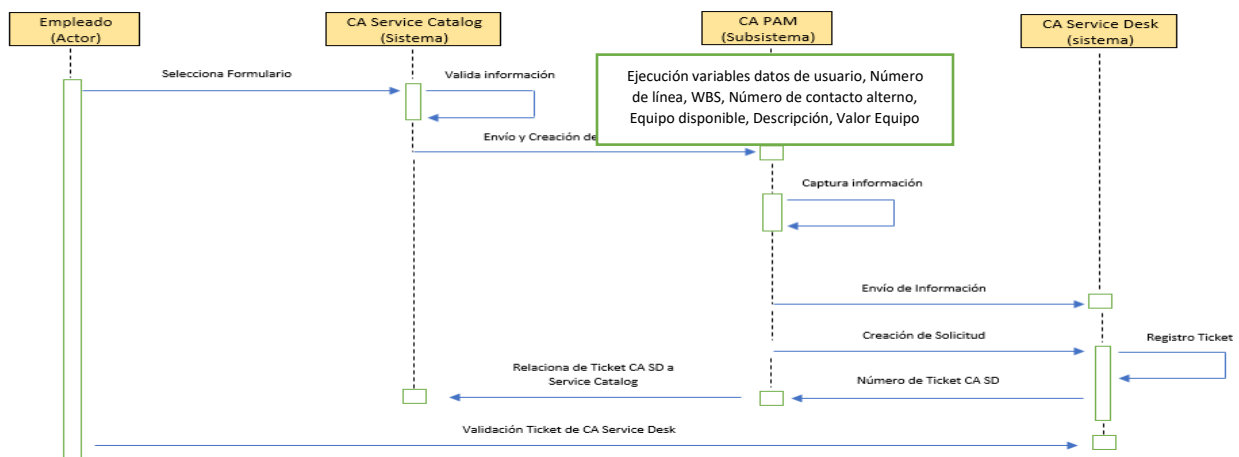 Empleado
(Actor)
CA Service Catalog
(Sistema)
CA PAM
(Subsistema)
CA Service Desk
(sistema)
Selecciona Formulario
Valida información
Ejecución variables datos de usuario, Número
de línea, WBS, Número de contacto alterno,
Equipo disponible, Descripción, Valor Equipo
Envío y Creación de
Captura información
Envío de Información
Creación de Solicitud
Registro Ticket
Relaciona de Ticket CA SD a
Service Catalog
Número de Ticket CA SD
Validación Ticket de CA Service Desk